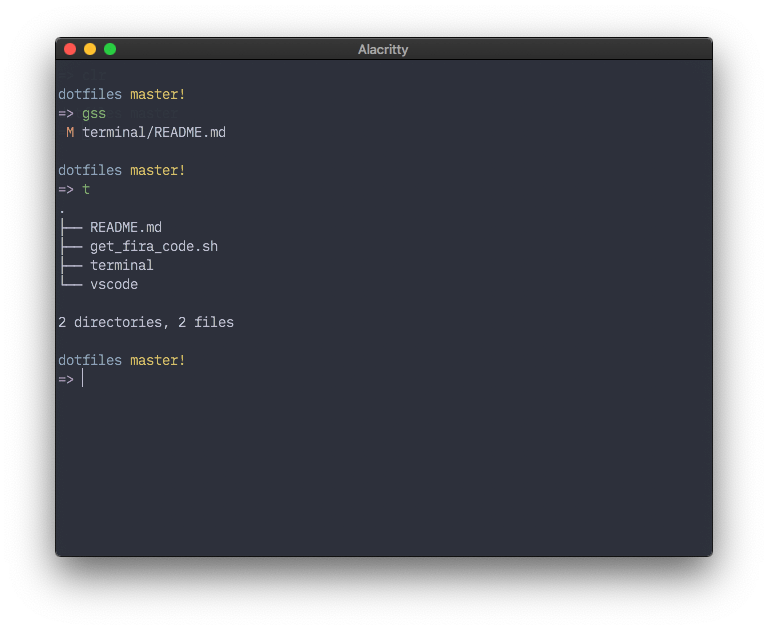 Alacritty
=> clr
dotfiles master!
=> gss
 M terminal/README.md
dotfiles master!
=> t
.
├── README.md
├── get_fira_code.sh
├── terminal
└── vscode
2 directories, 2 files
dotfiles master!
=>